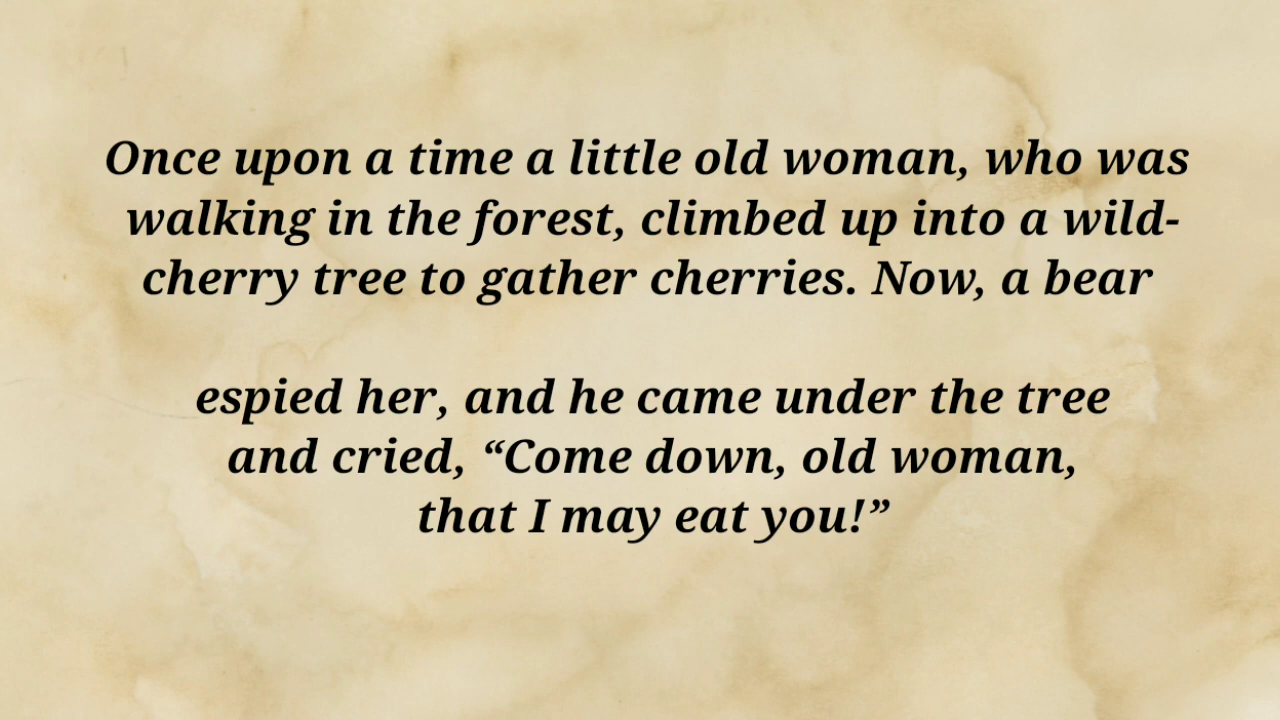 Once upon a time a little old woman, who was
walking in the forest, climbed up into a wild-
cherry tree to gather cherries. Now, a bear
espied her, and he came under the tree
and cried, “Come down, old woman,
that I may eat you!”